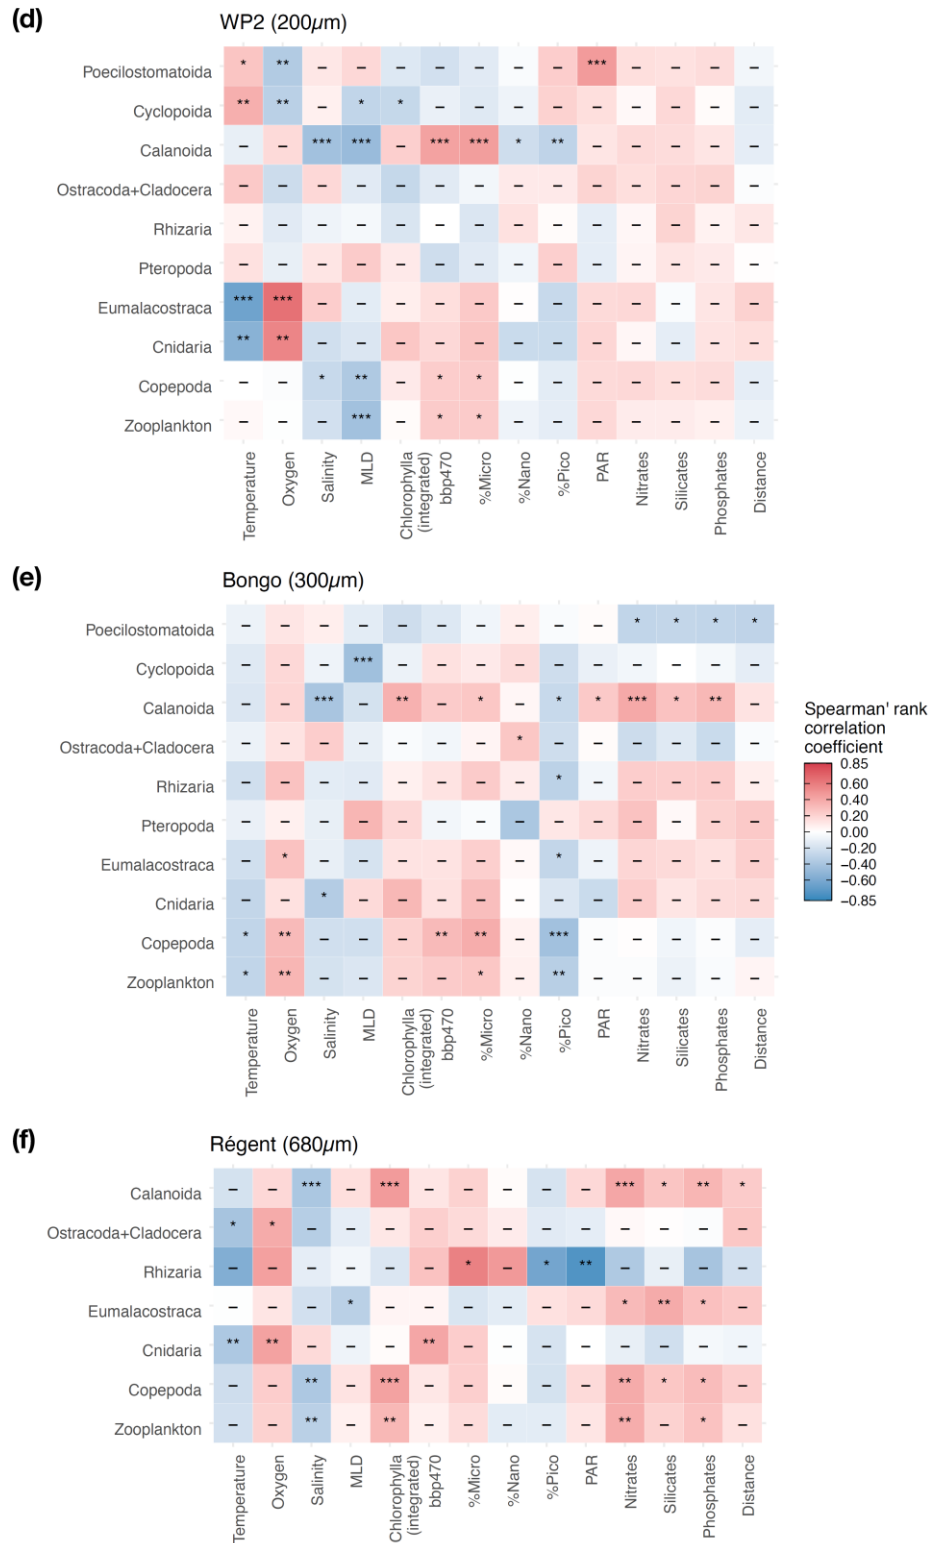 (d)
WP2 (200μm)
Poecilostomatoida * ** – – – – – – – *** – – – –
Cyclopoida ** ** – * * – – – – – – – – –
Calanoida – – *** *** – *** *** * ** – – – – –
Ostracoda+Cladocera – – – – – – – – – – – – – –
Rhizaria – – – – – – – – – – – – – –
Pteropoda – – – – – – – – – – – – – –
Eumalacostraca *** *** – – – – – – – – – – – –
Cnidaria ** ** – – – – – – – – – – – –
Copepoda – – * ** – * * – – – – – – –
Zooplankton – – – *** – * * – – – – – – –
Temperature
Oxygen
Salinity
MLD
Chlorophylla
(integrated)
bbp470
%Micro
%Nano
%Pico
PAR
Nitrates
Silicates
Phosphates
Distance
(e)
Bongo (300μm)
Poecilostomatoida – – – – – – – – – – * * * *
Cyclopoida – – – *** – – – – – – – – – –
Calanoida – – *** – ** – * – * * *** * ** –
Ostracoda+Cladocera – – – – – – – * – – – – – –
Rhizaria – – – – – – – – * – – – – –
Pteropoda – – – – – – – – – – – – – –
Eumalacostraca – * – – – – – – * – – – – –
Cnidaria – – * – – – – – – – – – – –
Copepoda * ** – – – ** ** – *** – – – – –
Zooplankton * ** – – – – * – ** – – – – –
Temperature
Oxygen
Salinity
MLD
Chlorophylla
(integrated)
bbp470
%Micro
%Nano
%Pico
PAR
Nitrates
Silicates
Phosphates
Distance
Spearman' rank
correlation
coefficient
0.85
0.60
0.40
0.20
0.00
−0.20
−0.40
−0.60
−0.85
(f)
Régent (680μm)
Calanoida – – *** – *** – – – – – *** * ** *
Ostracoda+Cladocera * * – – – – – – – – – – – –
Rhizaria – – – – – – * – * ** – – – –
Eumalacostraca – – – * – – – – – – * ** * –
Cnidaria ** ** – – – ** – – – – – – – –
Copepoda – – ** – *** – – – – – ** * * –
Zooplankton – – ** – ** – – – – – ** – * –
Temperature
Oxygen
Salinity
MLD
Chlorophylla
(integrated)
bbp470
%Micro
%Nano
%Pico
PAR
Nitrates
Silicates
Phosphates
Distance